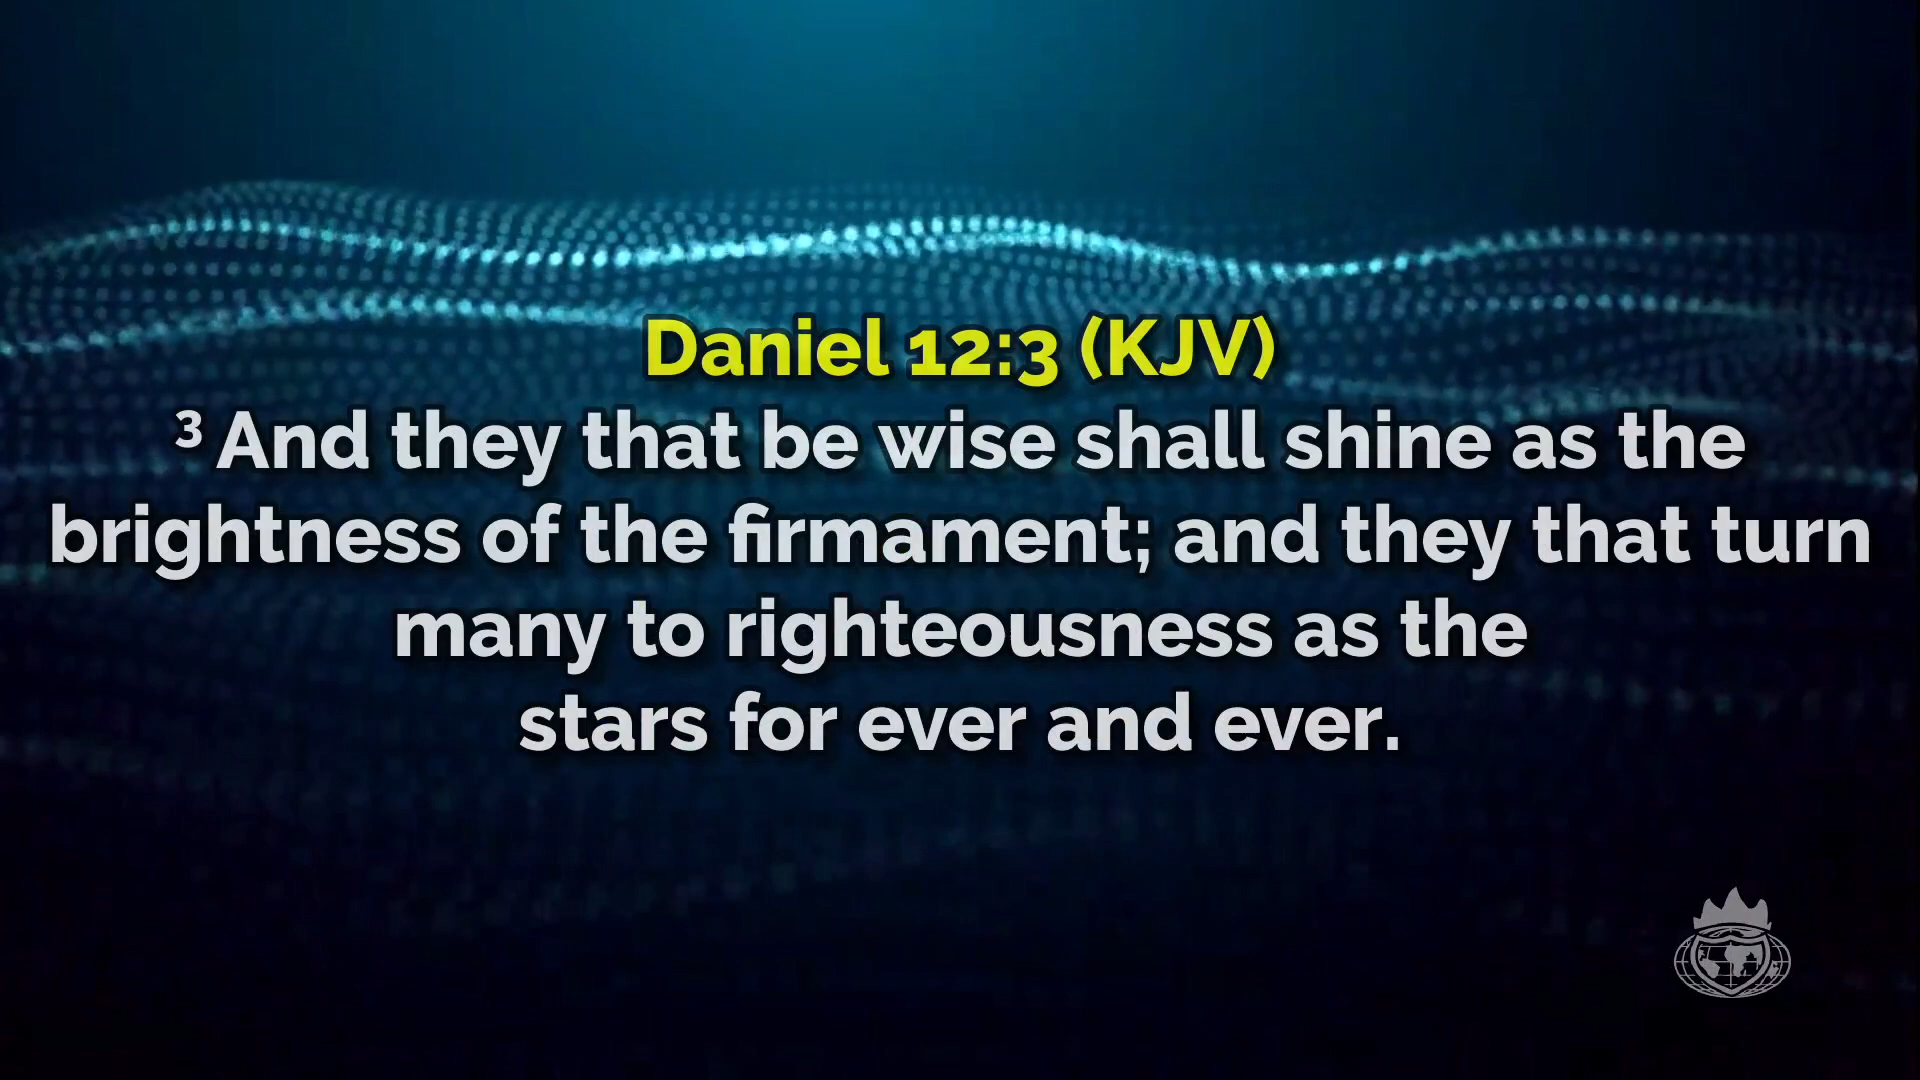 Daniel 12:3 (KJV)
³ And they that be wise shall shine as the
brightness of the firmament; and they that turn
many to righteousness as the
stars for ever and ever.